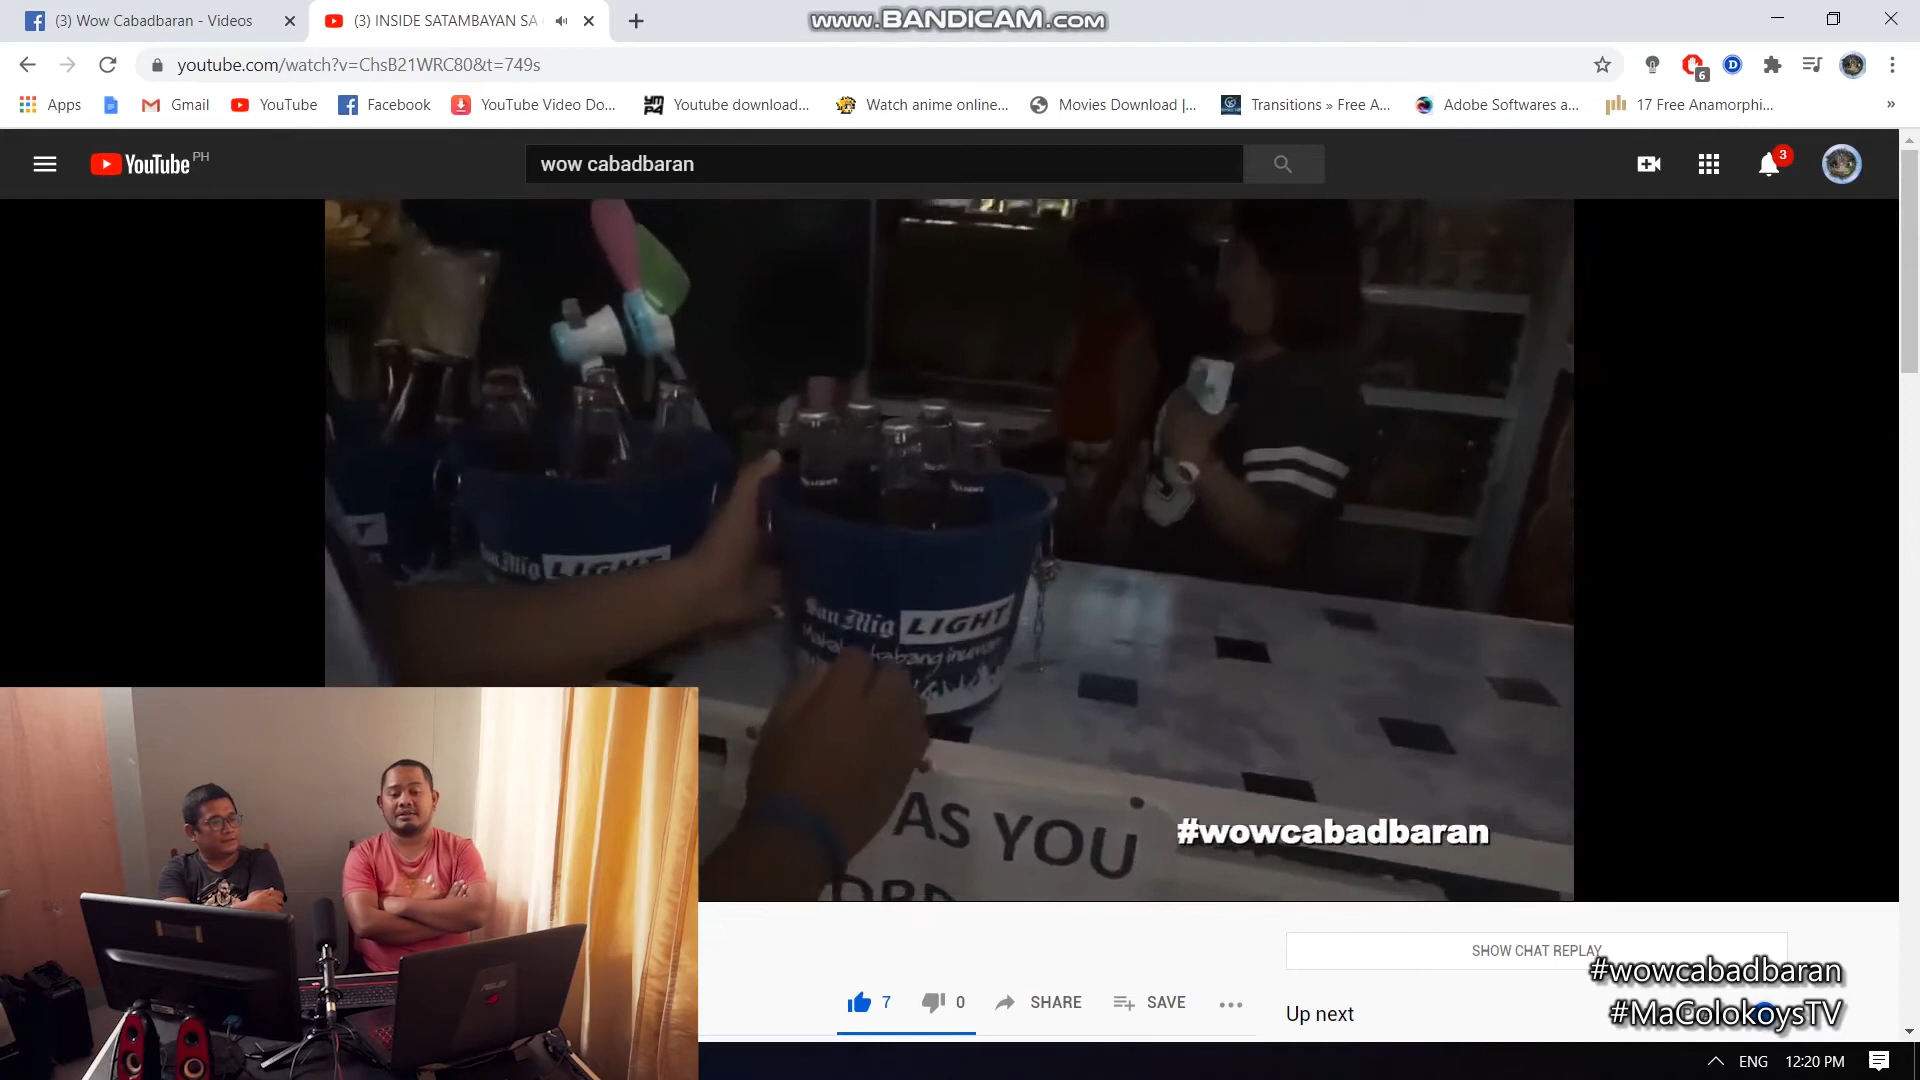 (3) Wow Cabadbaran - Videos
(3) INSIDE SATAMBAYAN SA
WWW.BANDICAM.COM
youtube.com/watch?v=ChsB21WRC80&t=749s
6
D
Apps
Gmail
YouTube
Facebook
YouTube Video Do...
Youtube download...
Watch anime online...
Movies Download |...
Transitions » Free A...
Adobe Softwares a...
17 Free Anamorphi...
»
YouTube PH
wow cabadbaran
3
San Mig LIGHT
San Mig LIGHT
AS YOU
#wowcabadbaran
SHOW CHAT REPLAY
#wowcabadbaran
7
0
SHARE
SAVE
Up next
#MaColokoysTV
ASUS
ENG
12:20 PM